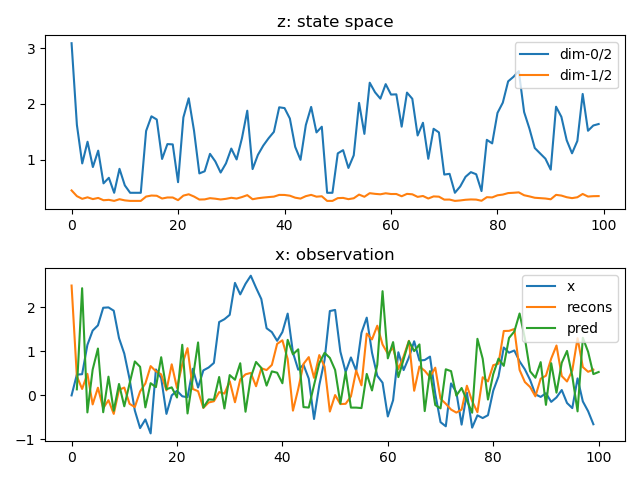 z: state space
3
2
1
dim-0/2
dim-1/2
0 20 40 60 80 100
x: observation
2
1
0
−1
x
recons
pred
0 20 40 60 80 100